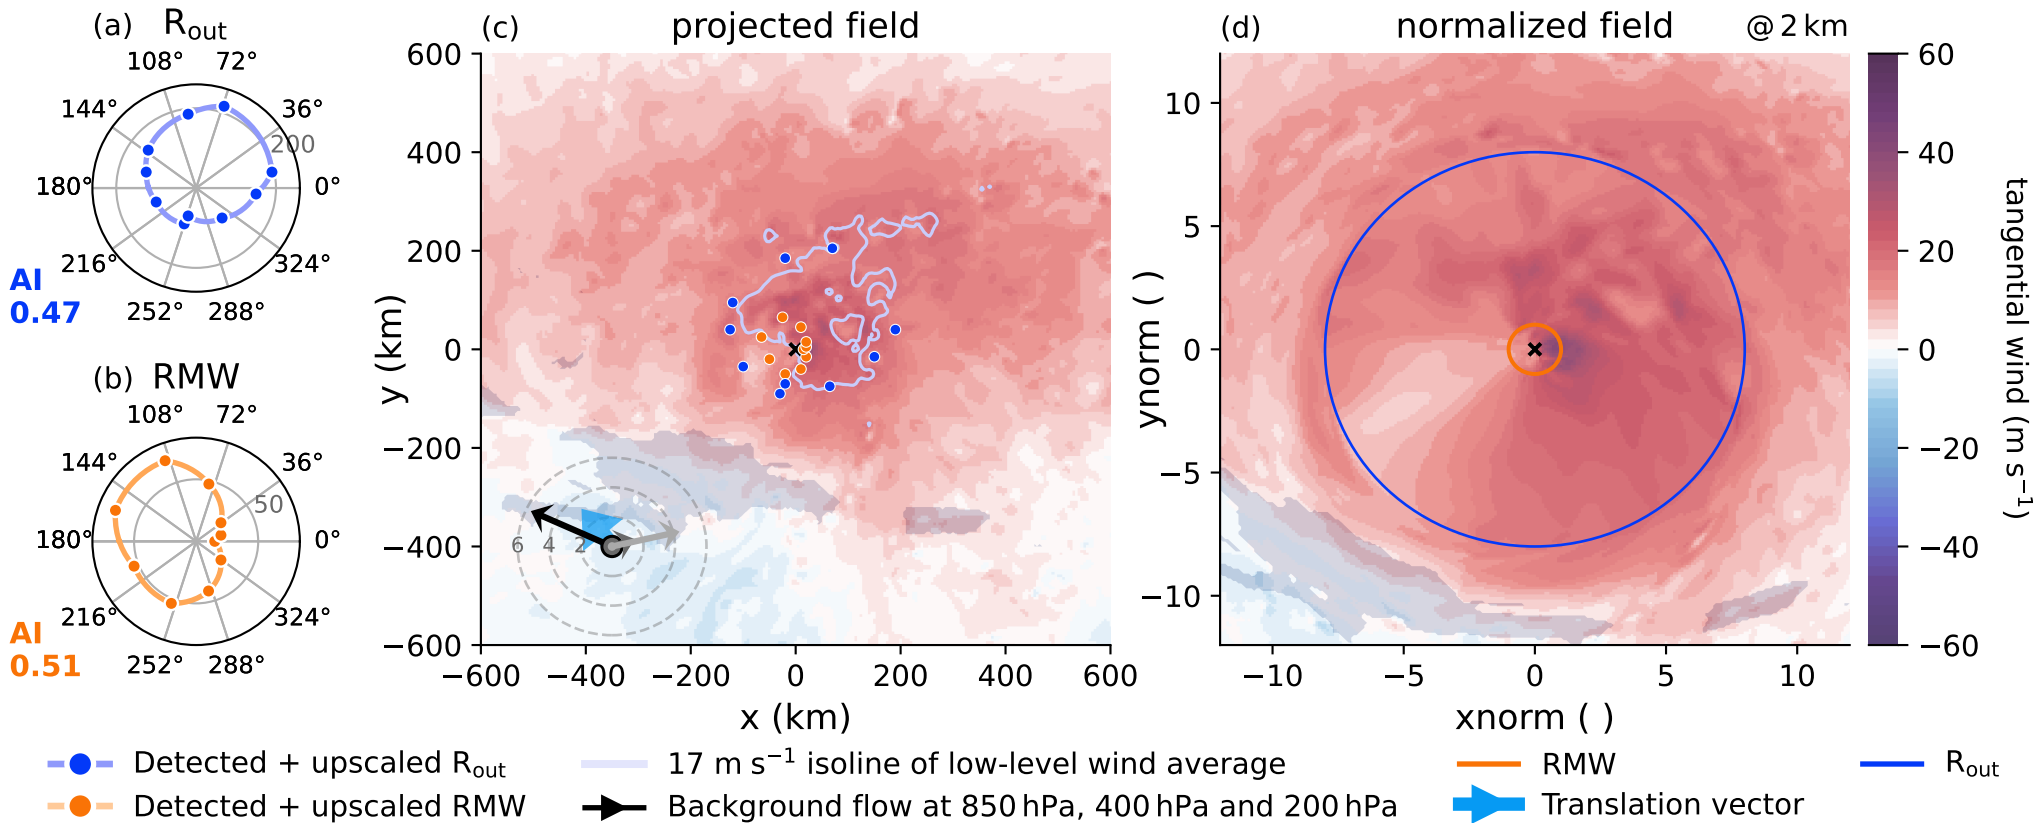 (a) R_out
108° 72°
144° 36°
200
180° 0°
216° 324°
252° 288°
AI
0.47
(b) RMW
108° 72°
144° 36°
50
180° 0°
216° 324°
252° 288°
AI
0.51
(c) projected field
600
400
200
0
−200
−400
−600
y (km)
6 4 2
−600 −400 −200 0 200 400 600
x (km)
(d) normalized field @ 2 km
10
5
0
−5
−10
ynorm ( )
−10 −5 0 5 10
xnorm ( )
60
40
20
0
−20
−40
−60
tangential wind (m s⁻¹)
Detected + upscaled R_out
Detected + upscaled RMW
17 m s⁻¹ isoline of low-level wind average
Background flow at 850 hPa, 400 hPa and 200 hPa
RMW
Translation vector
R_out